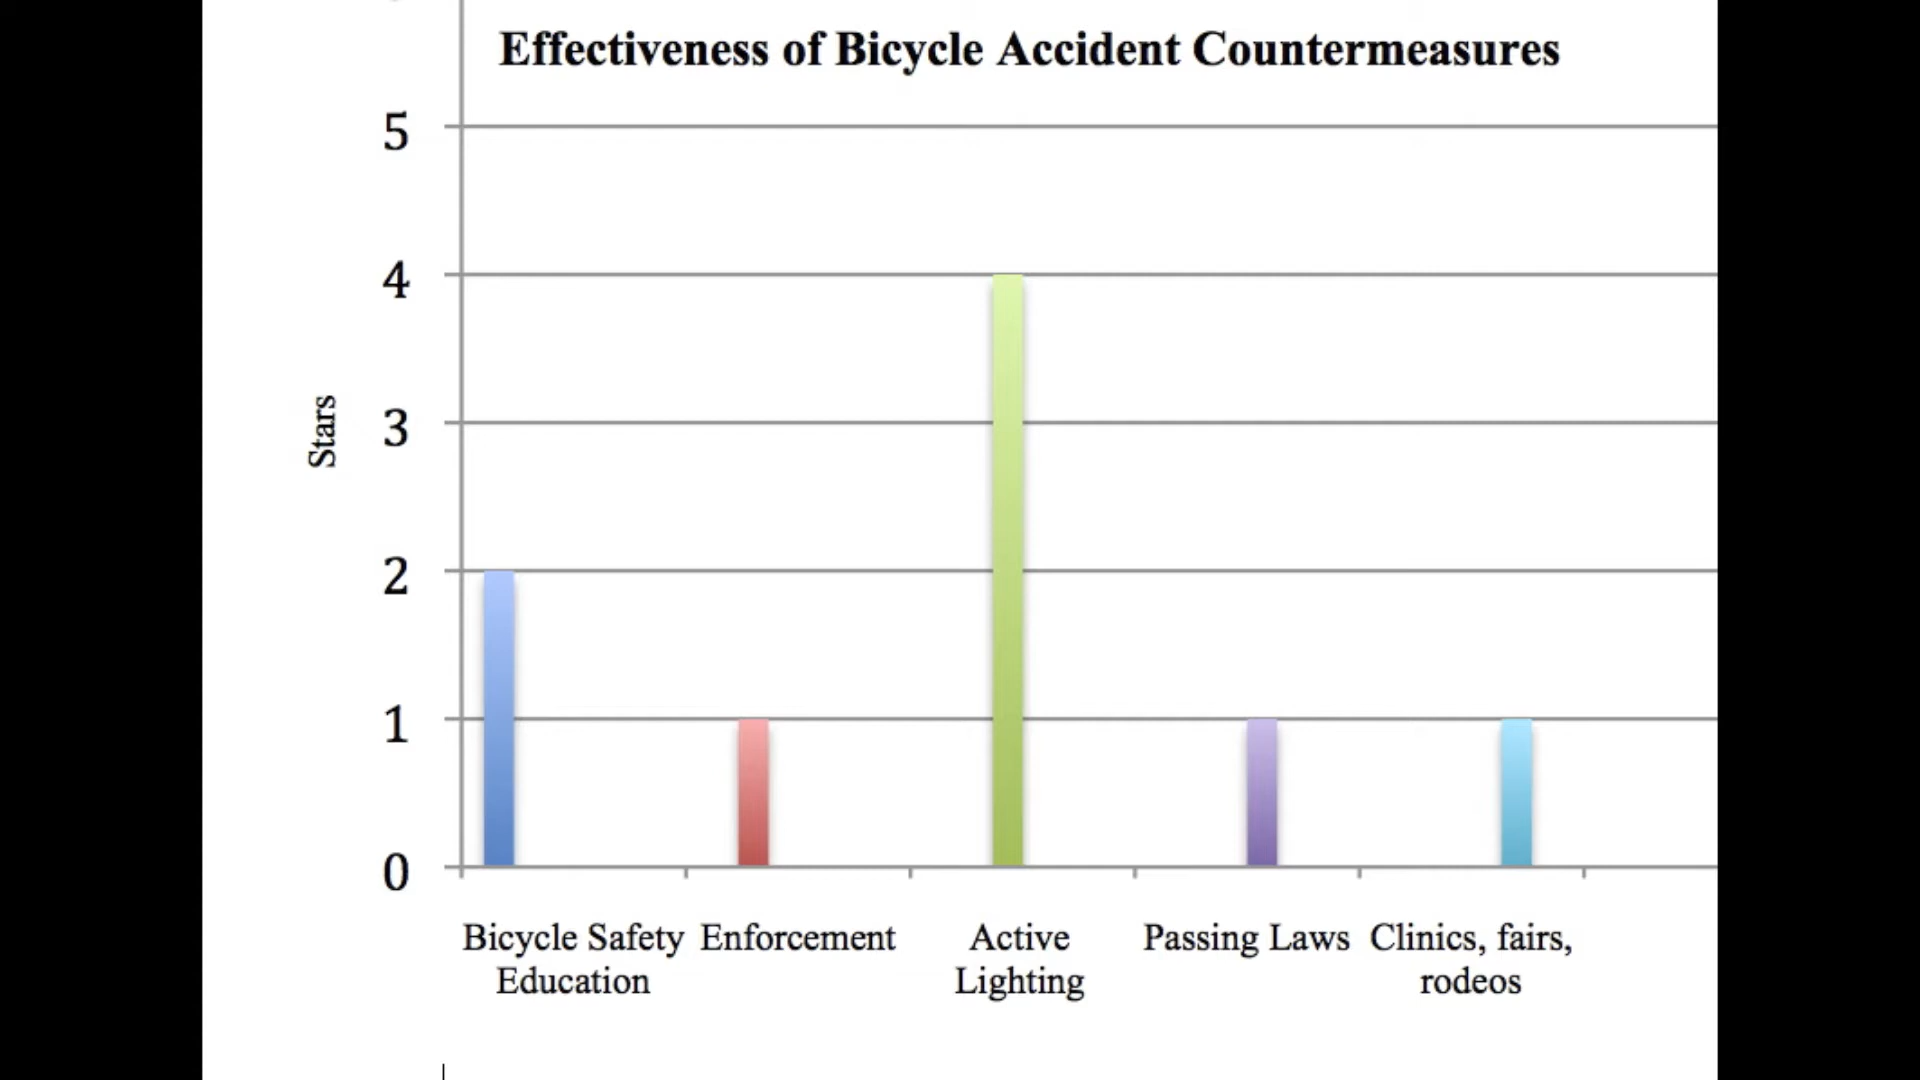 Effectiveness of Bicycle Accident Countermeasures
5
4
3
2
1
0
Stars
Bicycle Safety Education
Enforcement
Active Lighting
Passing Laws
Clinics, fairs, rodeos